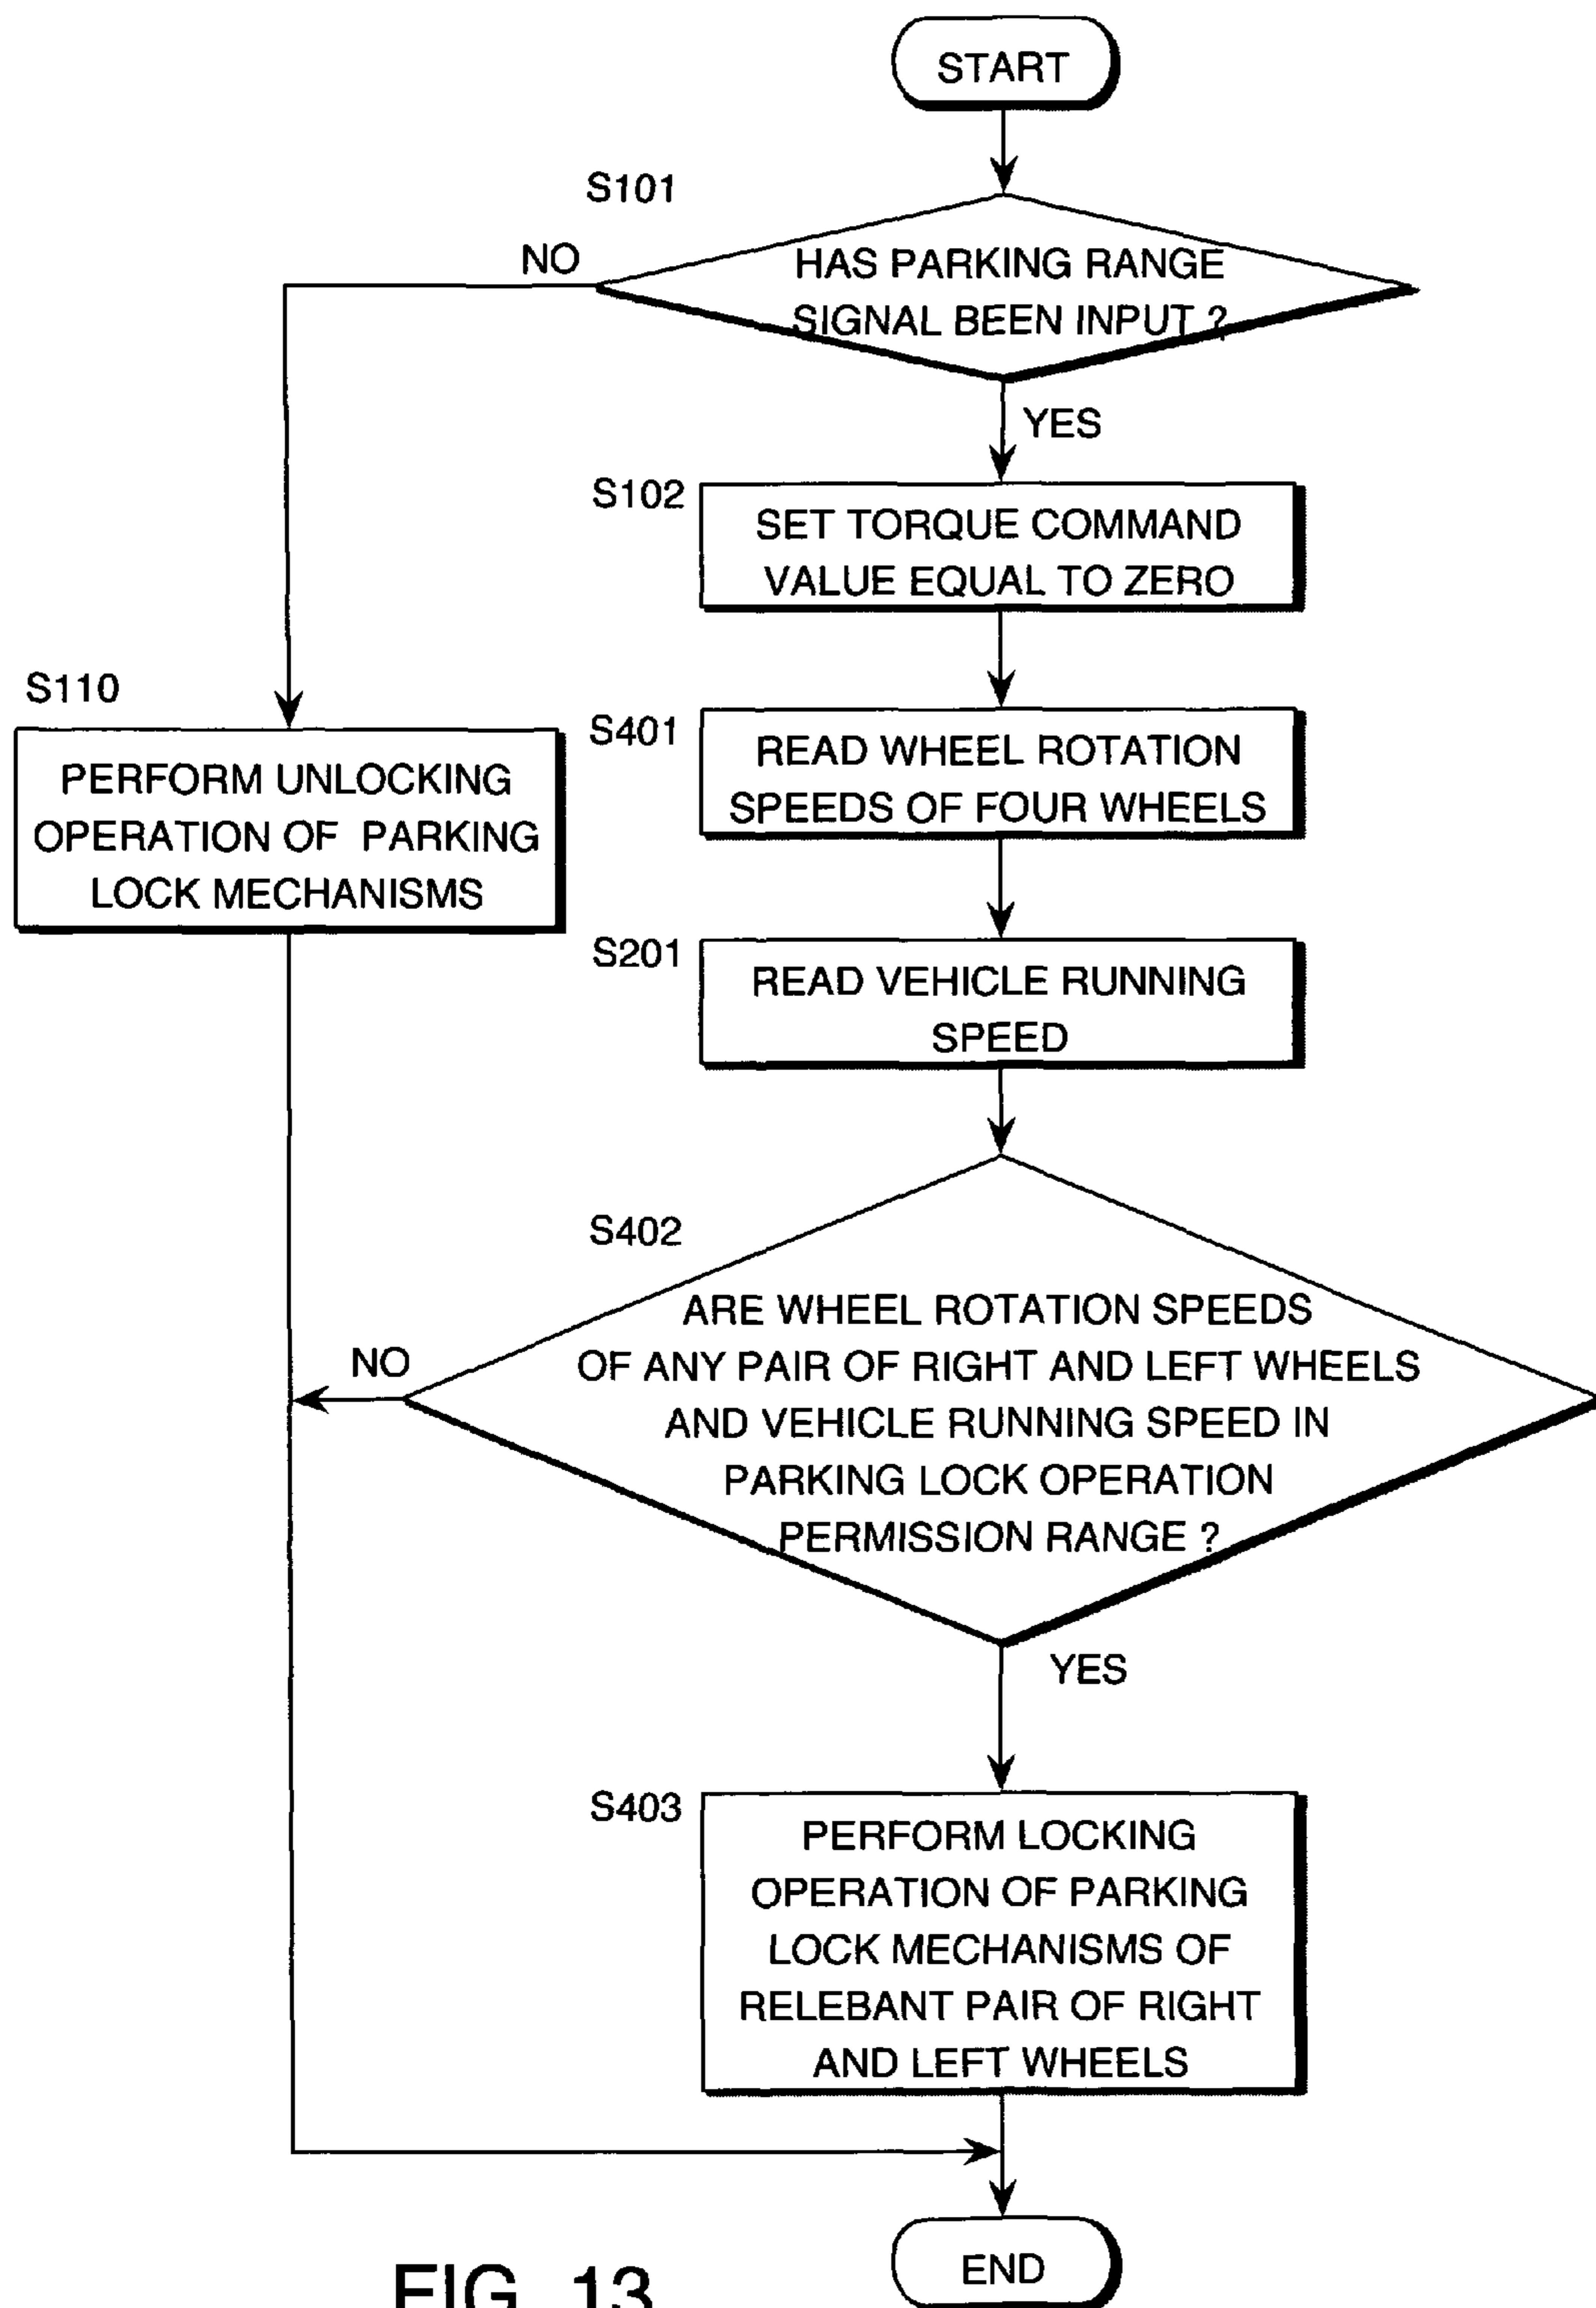 START
S101
NO
HAS PARKING RANGE
SIGNAL BEEN INPUT ?
YES
S102
SET TORQUE COMMAND
VALUE EQUAL TO ZERO
S110
PERFORM UNLOCKING
OPERATION OF PARKING
LOCK MECHANISMS
S401
READ WHEEL ROTATION
SPEEDS OF FOUR WHEELS
S201
READ VEHICLE RUNNING
SPEED
S402
NO
ARE WHEEL ROTATION SPEEDS
OF ANY PAIR OF RIGHT AND LEFT WHEELS
AND VEHICLE RUNNING SPEED IN
PARKING LOCK OPERATION
PERMISSION RANGE ?
YES
S403
PERFORM LOCKING
OPERATION OF PARKING
LOCK MECHANISMS OF
RELEBANT PAIR OF RIGHT
AND LEFT WHEELS
END
FIG. 13